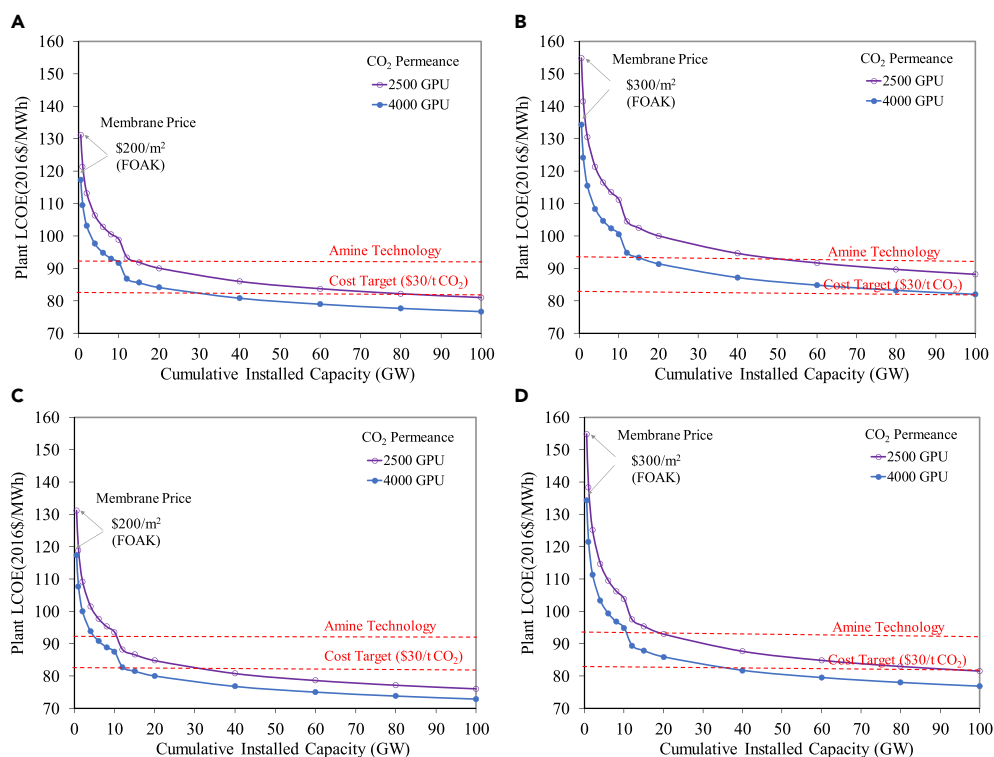 A
160
150
140
130
120
110
100
90
80
70
Plant LCOE(2016$/MWh)
CO2 Permeance
2500 GPU
4000 GPU
Membrane Price
$200/m2
(FOAK)
Amine Technology
Cost Target ($30/t CO2)
0 10 20 30 40 50 60 70 80 90 100
Cumulative Installed Capacity (GW)
B
160
150
140
130
120
110
100
90
80
70
Plant LCOE(2016$/MWh)
Membrane Price
$300/m2
(FOAK)
CO2 Permeance
2500 GPU
4000 GPU
Amine Technology
Cost Target ($30/t CO2)
0 10 20 30 40 50 60 70 80 90 100
Cumulative Installed Capacity (GW)
C
160
150
140
130
120
110
100
90
80
70
Plant LCOE(2016$/MWh)
CO2 Permeance
2500 GPU
4000 GPU
Membrane Price
$200/m2
(FOAK)
Amine Technology
Cost Target ($30/t CO2)
0 10 20 30 40 50 60 70 80 90 100
Cumulative Installed Capacity (GW)
D
160
150
140
130
120
110
100
90
80
70
Plant LCOE(2016$/MWh)
Membrane Price
$300/m2
(FOAK)
CO2 Permeance
2500 GPU
4000 GPU
Amine Technology
Cost Target ($30/t CO2)
0 10 20 30 40 50 60 70 80 90 100
Cumulative Installed Capacity (GW)